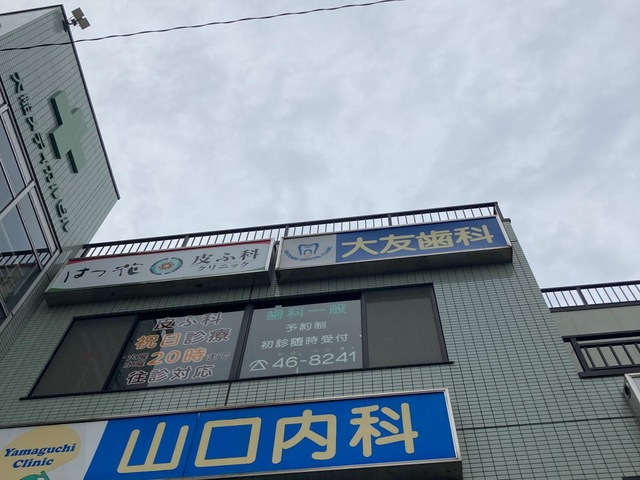 はつ花
皮ふ科
クリニック
大友歯科
皮ふ科
祝日診療
20時まで
往診対応
歯科一般
予約制
初診随時受付
☎46-8241
Yamaguchi
Clinic
山口内科